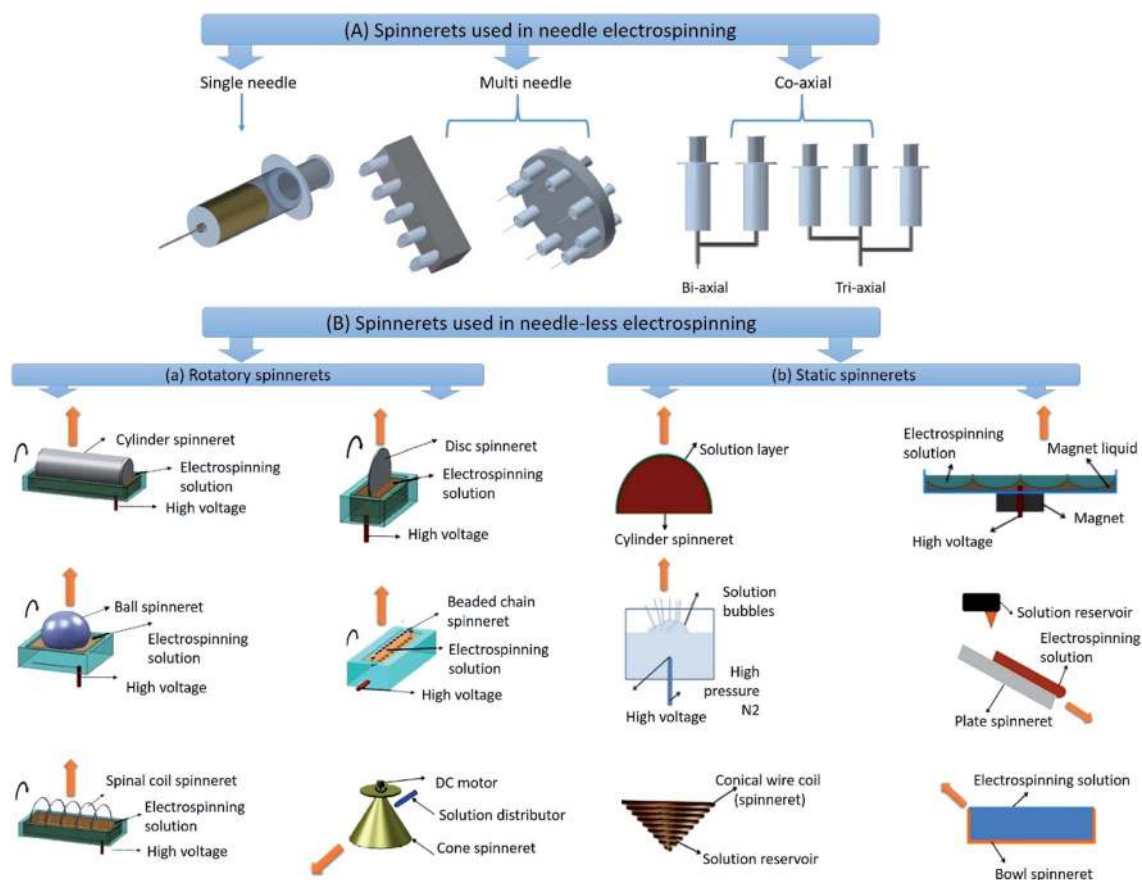 (A) Spinnerets used in needle electrospinning
Single needle
Multi needle
Co-axial
Bi-axial
Tri-axial
(B) Spinnerets used in needle-less electrospinning
(a) Rotatory spinnerets
(b) Static spinnerets
Cylinder spinneret
Electrospinning
solution
High voltage
Disc spinneret
Electrospinning
solution
High voltage
Solution layer
Cylinder spinneret
Electrospinning
solution
Magnet liquid
Magnet
High voltage
Ball spinneret
Electrospinning
solution
High voltage
Beaded chain
spinneret
Electrospinning
solution
High voltage
Solution
bubbles
High
pressure
N2
High voltage
Solution reservoir
Electrospinning
solution
Plate spinneret
Spinal coil spinneret
Electrospinning
solution
High voltage
DC motor
Solution distributor
Cone spinneret
Conical wire coil
(spinneret)
Solution reservoir
Electrospinning solution
Bowl spinneret